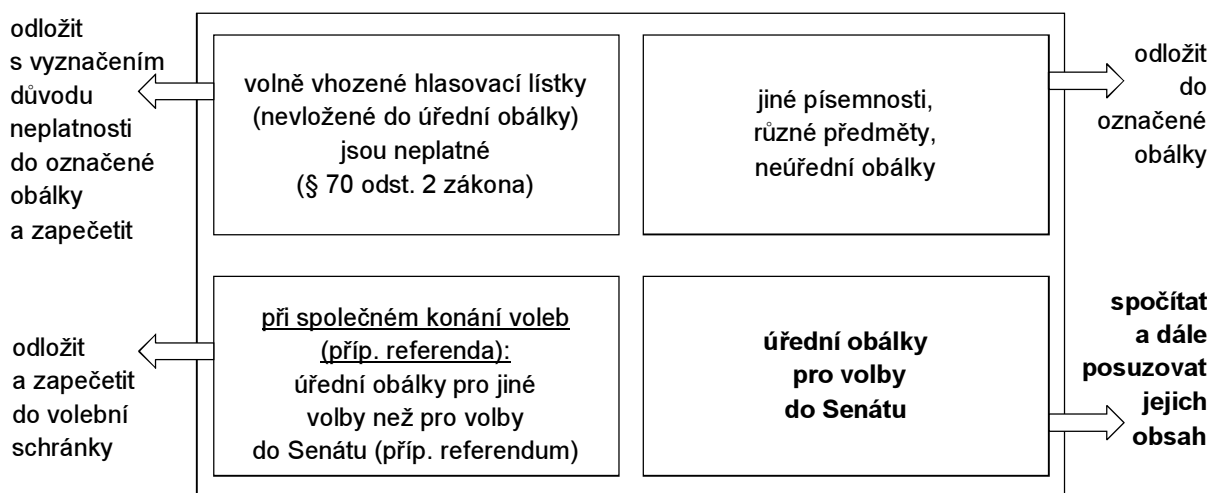 odložit
s vyznačením
důvodu
neplatnosti
do označené
obálky
a zapečetit
volně vhozené hlasovací lístky
(nevložené do úřední obálky)
jsou neplatné
(§ 70 odst. 2 zákona)
jiné písemnosti,
různé předměty,
neúřední obálky
odložit
do
označené
obálky
odložit
a zapečetit
do volební
schránky
při společném konání voleb
(příp. referenda):
úřední obálky pro jiné
volby než pro volby
do Senátu (příp. referendum)
úřední obálky
pro volby
do Senátu
spočítat
a dále
posuzovat
jejich
obsah